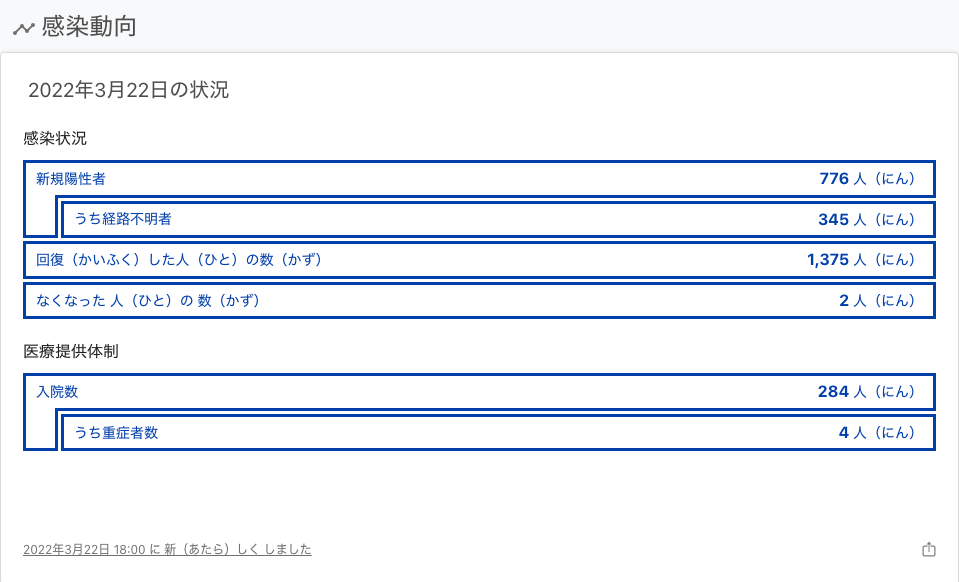 感染動向
2022年3月22日の状況
感染状況
新規陽性者 776 人（にん）
うち経路不明者 345 人（にん）
回復（かいふく）した人（ひと）の数（かず） 1,375 人（にん）
なくなった 人（ひと）の 数（かず） 2 人（にん）
医療提供体制
入院数 284 人（にん）
うち重症者数 4 人（にん）
2022年3月22日 18:00 に 新（あたら）しく しました